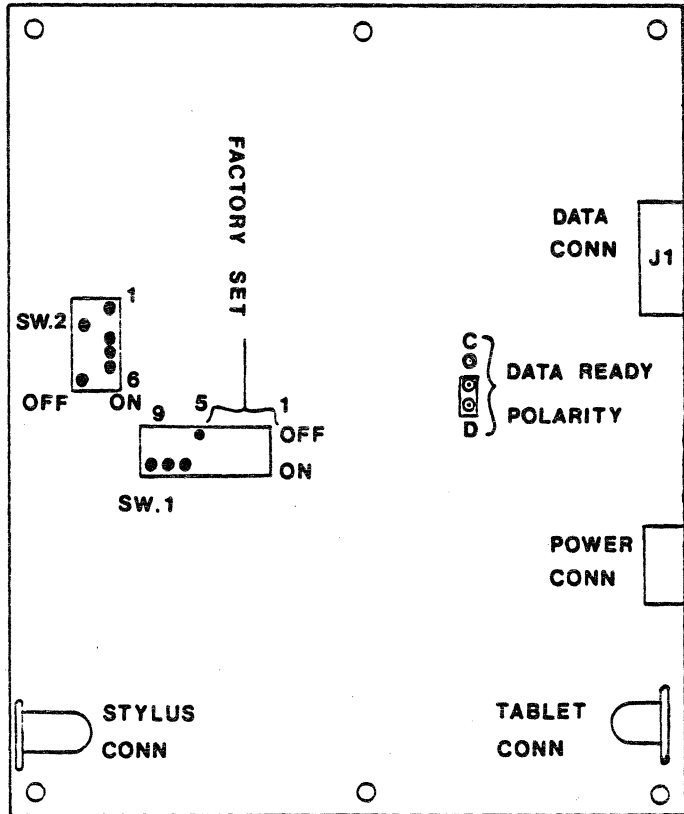 FACTORY SET
DATA
CONN
J1
1
SW.2
6
OFF
ON
C
DATA READY
POLARITY
D
9
5
1
OFF
ON
SW.1
POWER
CONN
STYLUS
CONN
TABLET
CONN